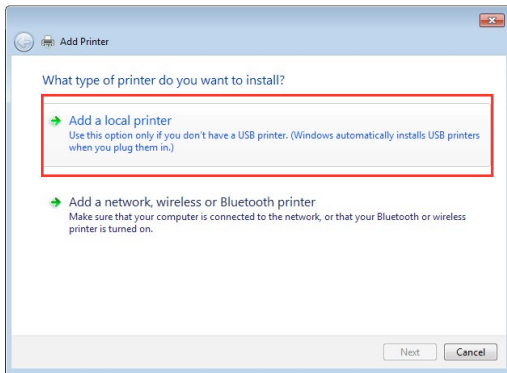 Add Printer
What type of printer do you want to install?
Add a local printer
Use this option only if you don't have a USB printer. (Windows automatically installs USB printers
when you plug them in.)
Add a network, wireless or Bluetooth printer
Make sure that your computer is connected to the network, or that your Bluetooth or wireless
printer is turned on.
Next Cancel